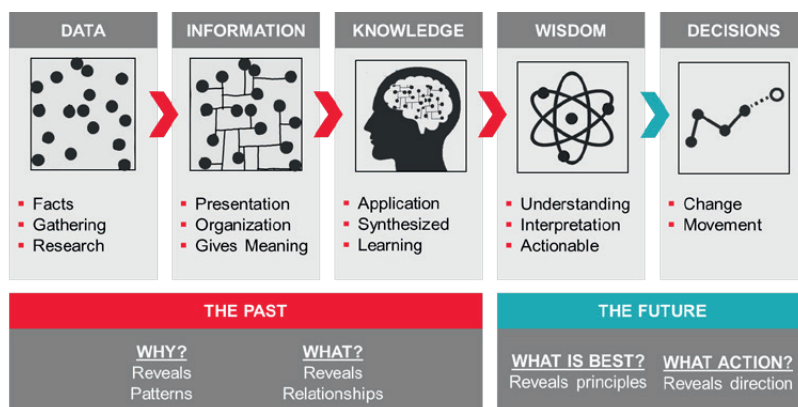 DATA
INFORMATION
KNOWLEDGE
WISDOM
DECISIONS
Facts
Gathering
Research
Presentation
Organization
Gives Meaning
Application
Synthesized
Learning
Understanding
Interpretation
Actionable
Change
Movement
THE PAST
WHY?
Reveals
Patterns
WHAT?
Reveals
Relationships
THE FUTURE
WHAT IS BEST?
Reveals principles
WHAT ACTION?
Reveals direction